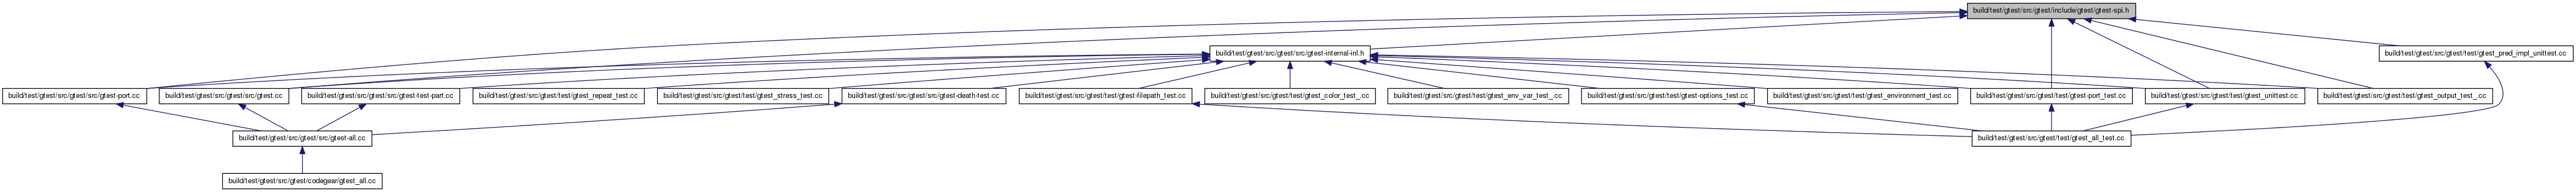 build/test/gtest/src/gtest/include/gtest/gtest-spi.h
build/test/gtest/src/gtest/src/gtest-internal-inl.h
build/test/gtest/src/gtest/test/gtest_pred_impl_unittest.cc
build/test/gtest/src/gtest/src/gtest-port.cc
build/test/gtest/src/gtest/src/gtest.cc
build/test/gtest/src/gtest/src/gtest-test-part.cc
build/test/gtest/src/gtest/test/gtest_repeat_test.cc
build/test/gtest/src/gtest/test/gtest_stress_test.cc
build/test/gtest/src/gtest/src/gtest-death-test.cc
build/test/gtest/src/gtest/test/gtest-filepath_test.cc
build/test/gtest/src/gtest/test/gtest_color_test_.cc
build/test/gtest/src/gtest/test/gtest_env_var_test_.cc
build/test/gtest/src/gtest/test/gtest-options_test.cc
build/test/gtest/src/gtest/test/gtest_environment_test.cc
build/test/gtest/src/gtest/test/gtest-port_test.cc
build/test/gtest/src/gtest/test/gtest_unittest.cc
build/test/gtest/src/gtest/test/gtest_output_test_.cc
build/test/gtest/src/gtest/src/gtest-all.cc
build/test/gtest/src/gtest/test/gtest_all_test.cc
build/test/gtest/src/gtest/codegear/gtest_all.cc